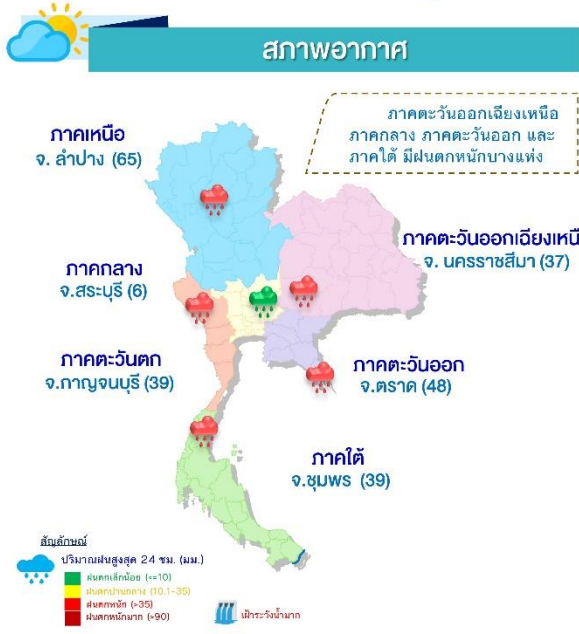 สภาพอากาศ
ภาคตะวันออกเฉียงเหนือ
ภาคกลาง ภาคตะวันออก และ
ภาคใต้ มีฝนตกหนักบางแห่ง
ภาคเหนือ
จ. ลำปาง (65)
ภาคตะวันออกเฉียงเหนื
จ. นครราชสีมา (37)
ภาคกลาง
จ.สระบุรี (6)
ภาคตะวันตก
จ.กาญจนบุรี (39)
ภาคตะวันออก
จ.ตราด (48)
ภาคใต้
จ.ชุมพร (39)
สัญลักษณ์
ปริมาณฝนสูงสุด 24 ชม. (มม.)
ฝนตกเล็กน้อย (<=10)
ฝนตกปานกลาง (10.1-35)
ฝนตกหนัก (>35)
ฝนตกหนักมาก (>90)
เฝ้าระวังน้ำมาก